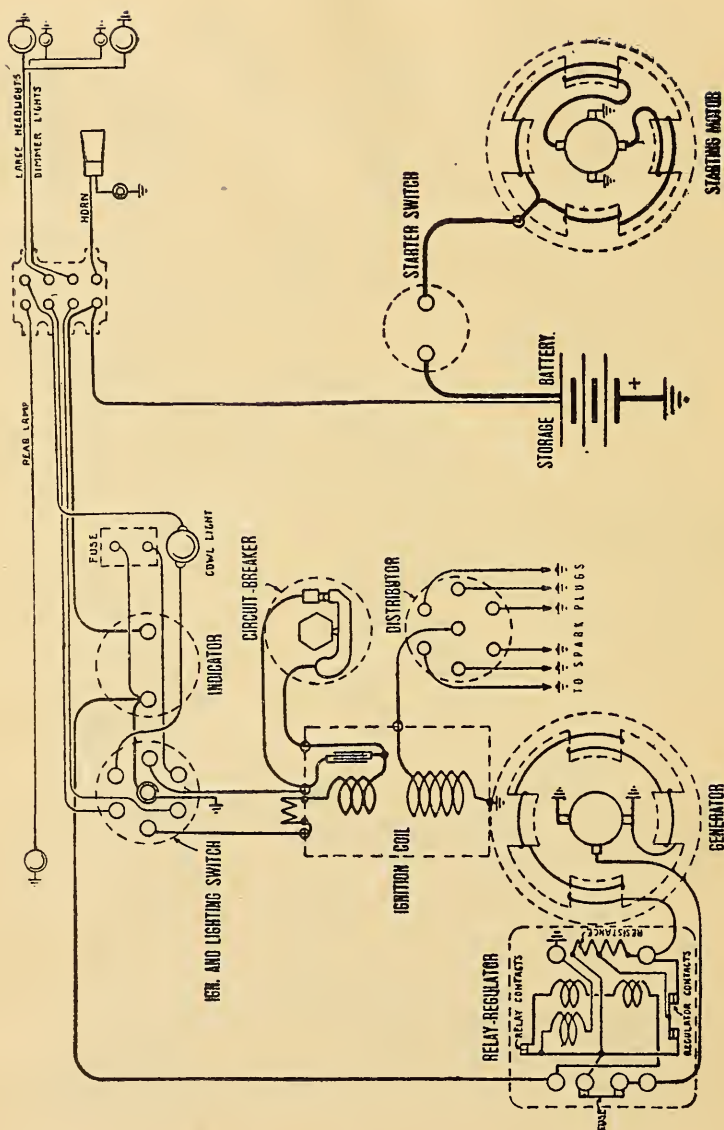 LARGE HEADLIGHTS
DIMMER LIGHTS
HORN
REAR LAMP
STARTER SWITCH
STARTING MOTOR
STORAGE BATTERY.
+
FUSE
COWL LIGHT
INDICATOR
CIRCUIT-BREAKER
DISTRIBUTOR
TO SPARK PLUGS
IGN. AND LIGHTING SWITCH
IGNITION COIL
GENERATOR
RELAY-REGULATOR
RELAY CONTACTS
RESISTANCE
REGULATOR CONTACTS
FUSE